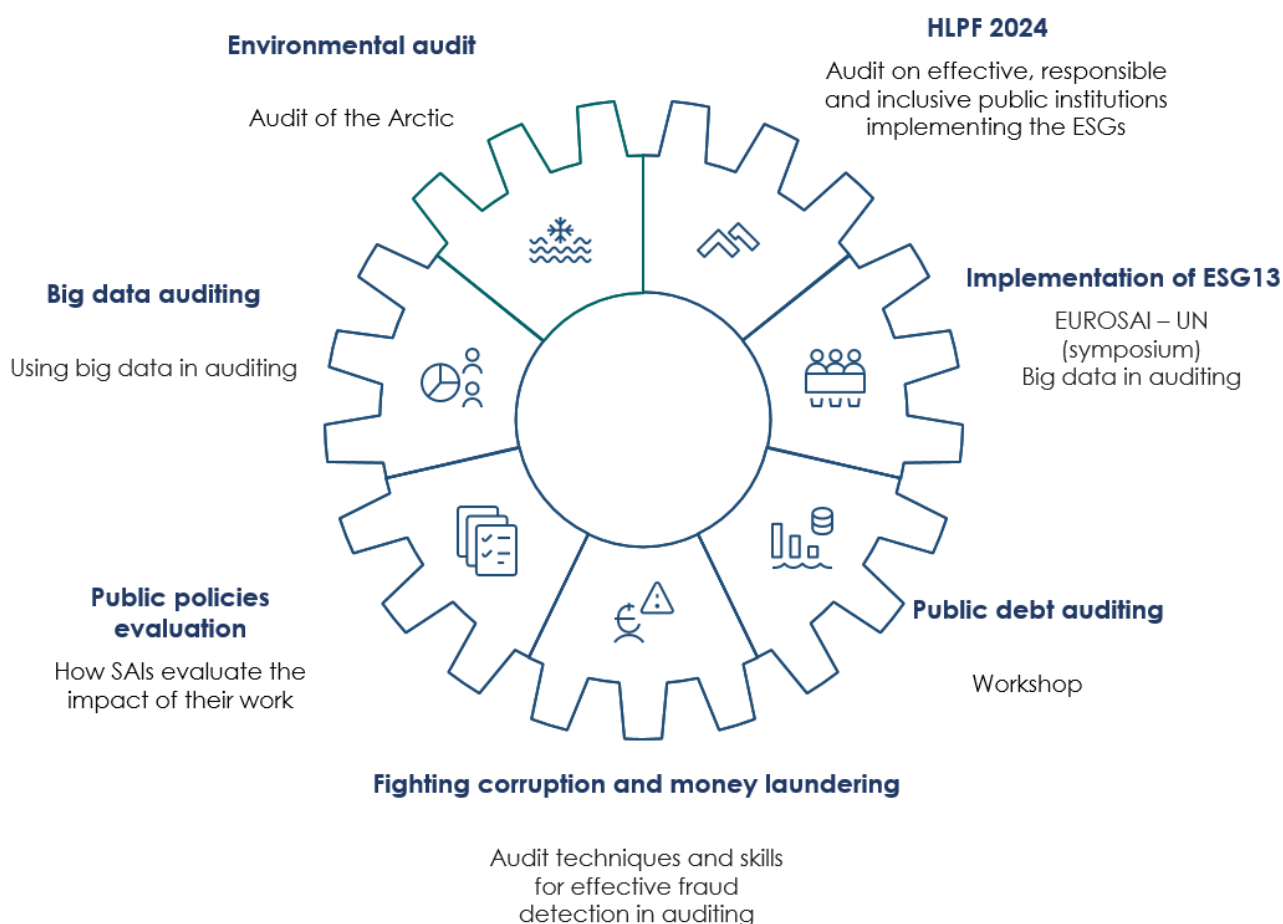 Environmental audit
Audit of the Arctic
HLPF 2024
Audit on effective, responsible
and inclusive public institutions
implementing the ESGs
Big data auditing
Using big data in auditing
Implementation of ESG13
EUROSAI – UN
(symposium)
Big data in auditing
Public policies
evaluation
How SAIs evaluate the
impact of their work
Public debt auditing
Workshop
Fighting corruption and money laundering
Audit techniques and skills
for effective fraud
detection in auditing